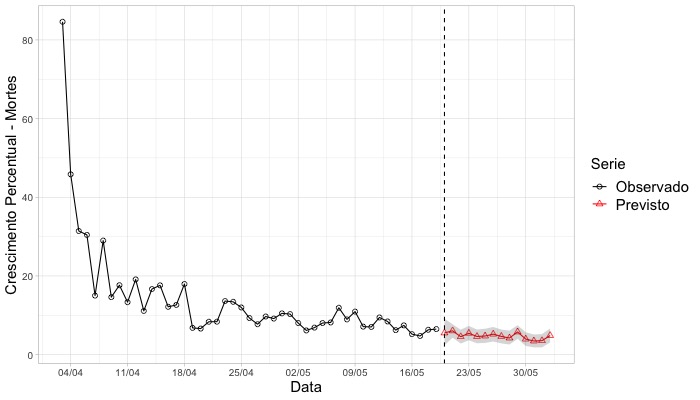 Crescimento Percentual - Mortes
80
60
40
20
0
04/04 11/04 18/04 25/04 02/05 09/05 16/05 23/05 30/05
Data
Serie
Observado
Previsto